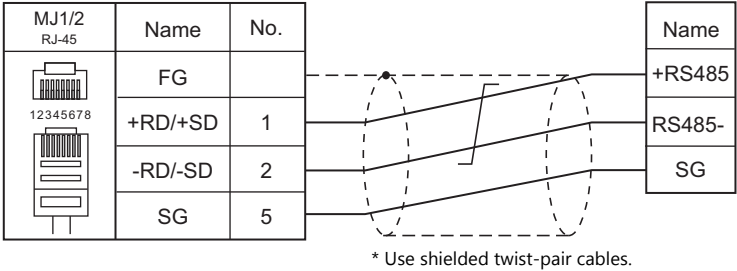 MJ1/2
RJ-45
Name
No.
Name
12345678
FG
+RS485
+RD/+SD
1
RS485-
-RD/-SD
2
SG
SG
5
* Use shielded twist-pair cables.